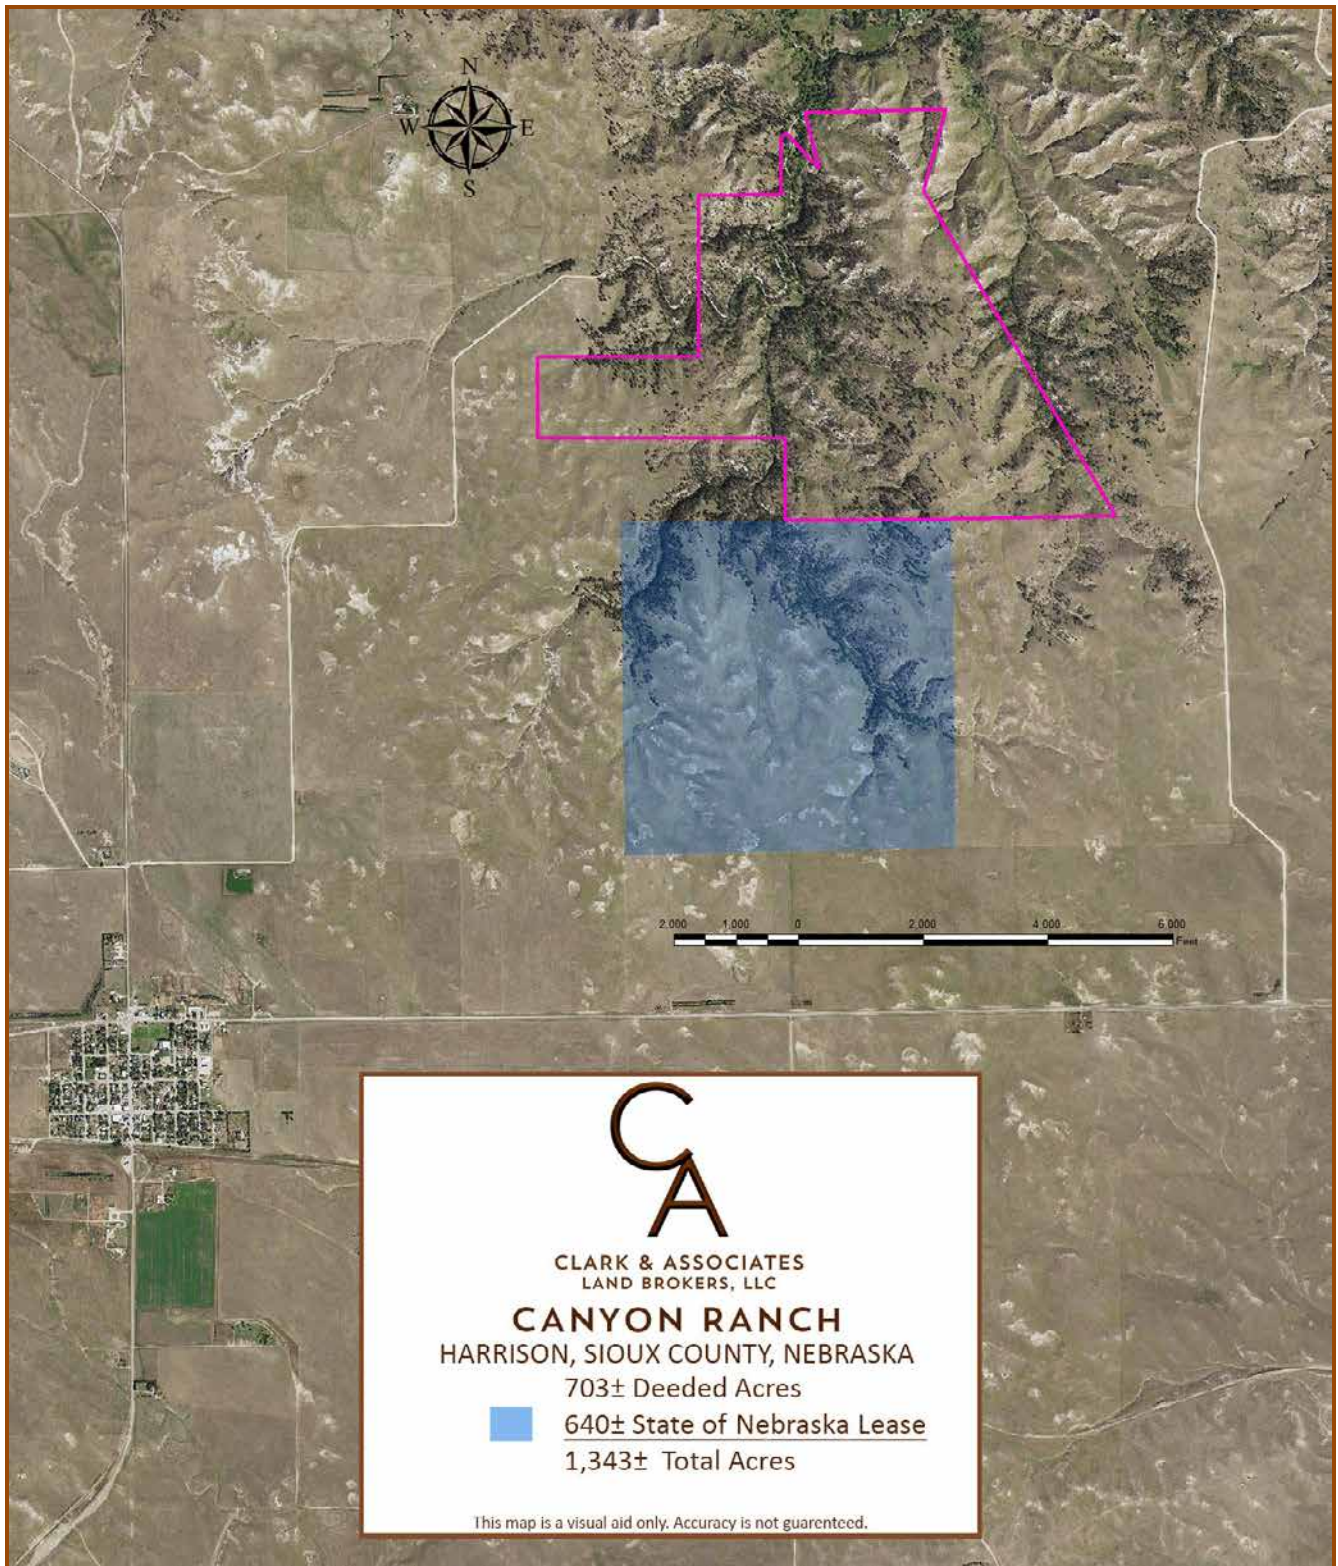 N
W E
S
2,000 1,000 0 2,000 4,000 6,000
Feet
CA
CLARK & ASSOCIATES
LAND BROKERS, LLC
CANYON RANCH
HARRISON, SIOUX COUNTY, NEBRASKA
703± Deeded Acres
640± State of Nebraska Lease
1,343± Total Acres
This map is a visual aid only. Accuracy is not guarenteed.